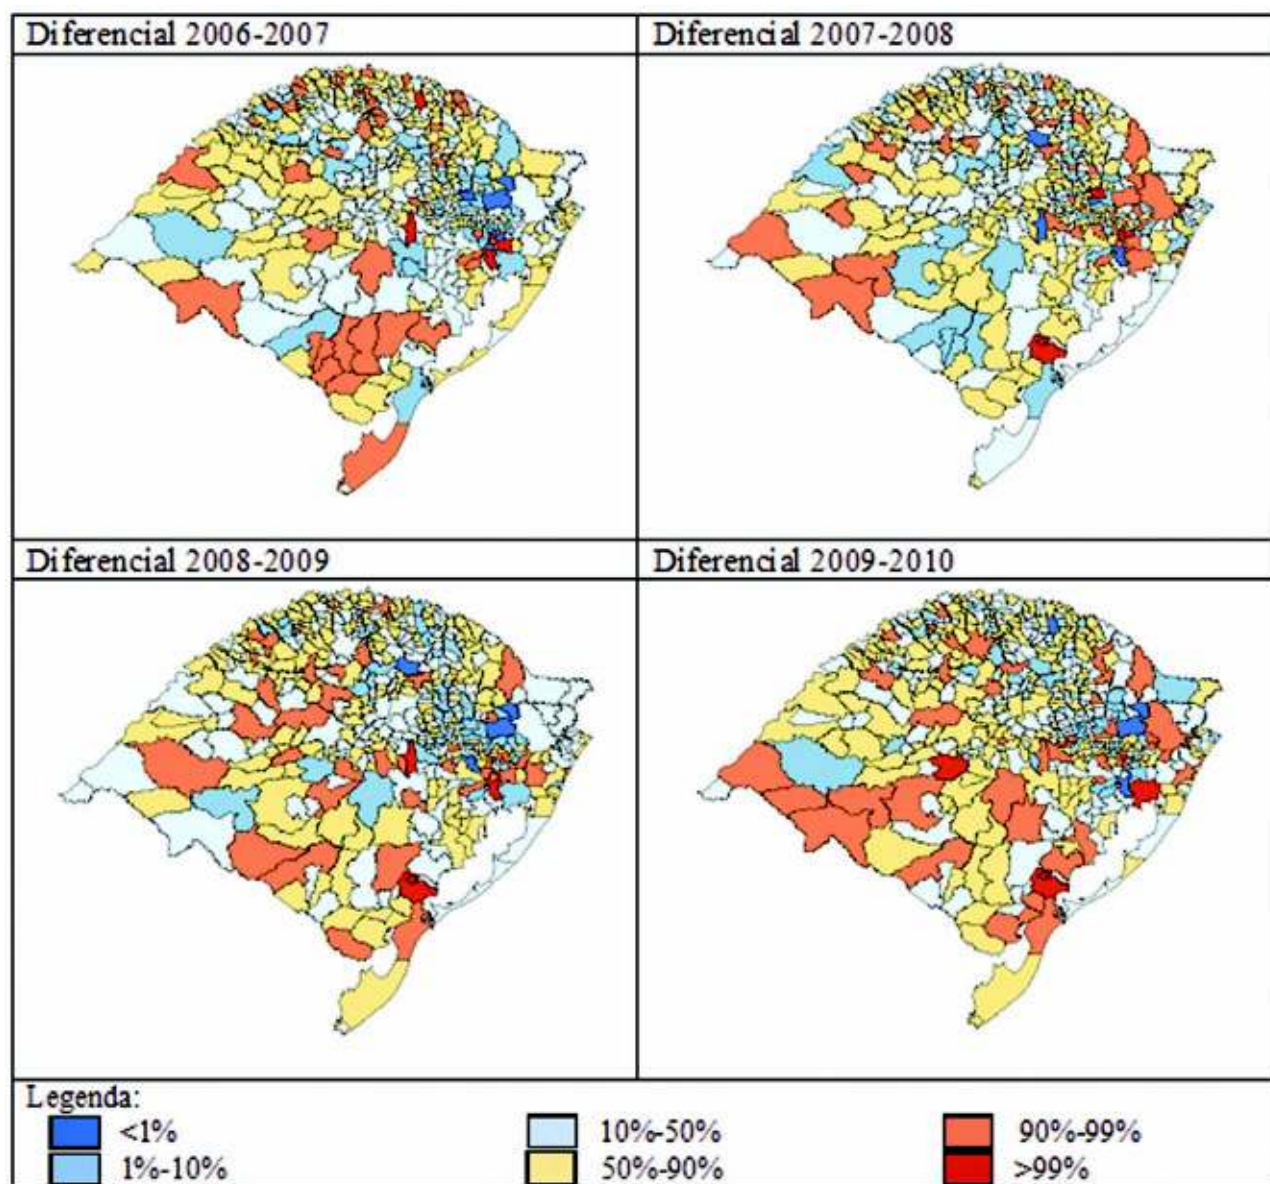 Diferencial 2006-2007
Diferencial 2007-2008
Diferencial 2008-2009
Diferencial 2009-2010
Legenda:
<1%
10%-50%
90%-99%
1%-10%
50%-90%
>99%